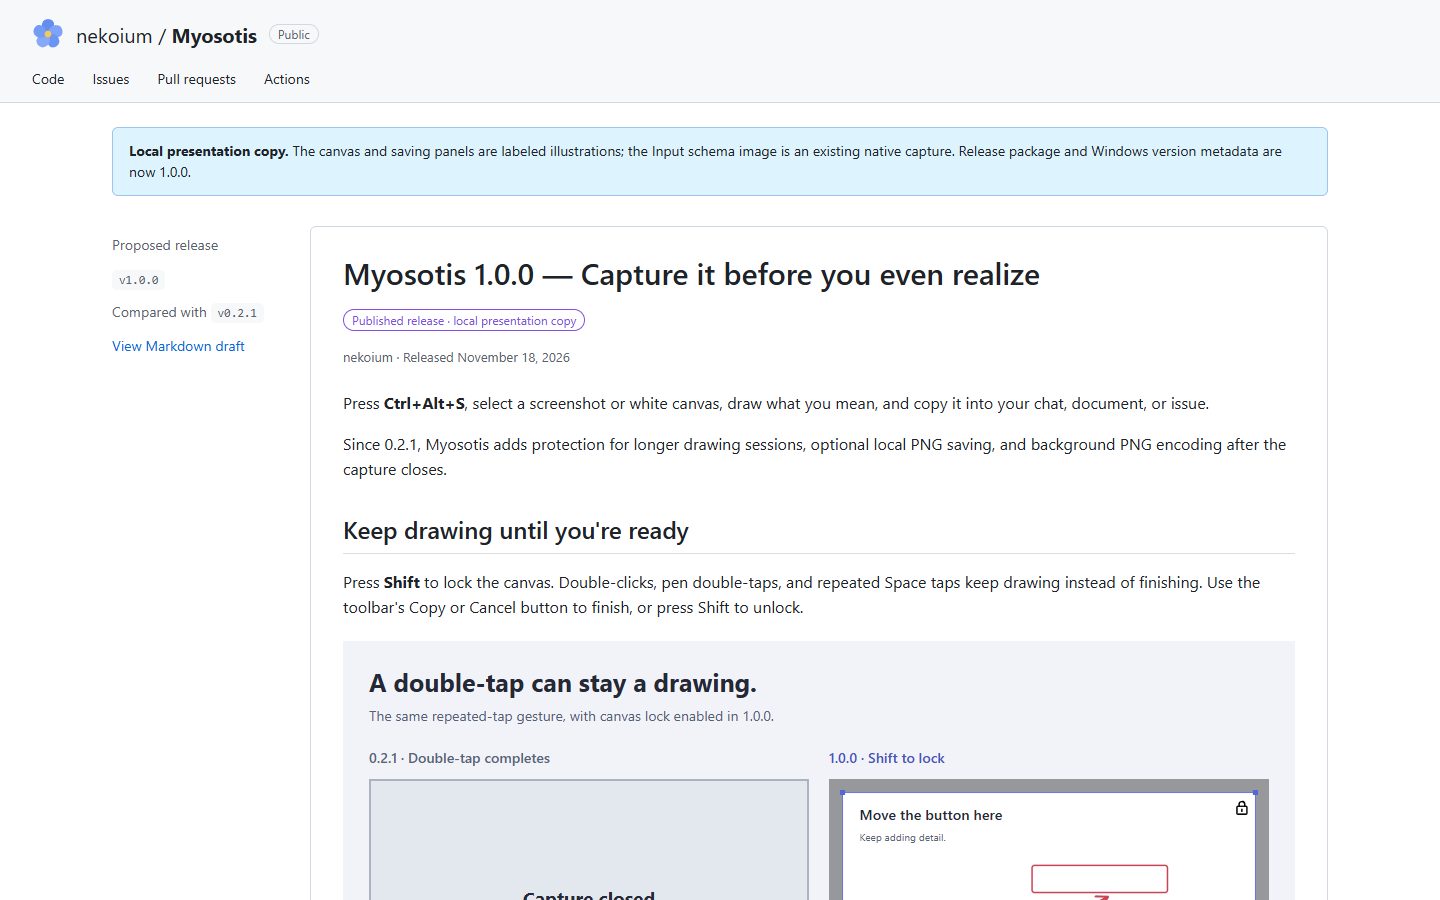 nekoium / Myosotis Public
Code Issues Pull requests Actions
Local presentation copy. The canvas and saving panels are labeled illustrations; the Input schema image is an existing native capture. Release package and Windows version metadata are
now 1.0.0.
Proposed release
v1.0.0
Compared with v0.2.1
View Markdown draft
Myosotis 1.0.0 — Capture it before you even realize
Published release · local presentation copy
nekoium · Released November 18, 2026
Press Ctrl+Alt+S, select a screenshot or white canvas, draw what you mean, and copy it into your chat, document, or issue.
Since 0.2.1, Myosotis adds protection for longer drawing sessions, optional local PNG saving, and background PNG encoding after the
capture closes.
Keep drawing until you're ready
Press Shift to lock the canvas. Double-clicks, pen double-taps, and repeated Space taps keep drawing instead of finishing. Use the
toolbar's Copy or Cancel button to finish, or press Shift to unlock.
A double-tap can stay a drawing.
The same repeated-tap gesture, with canvas lock enabled in 1.0.0.
0.2.1 · Double-tap completes
1.0.0 · Shift to lock
Move the button here
Keep adding detail.
Capture closed